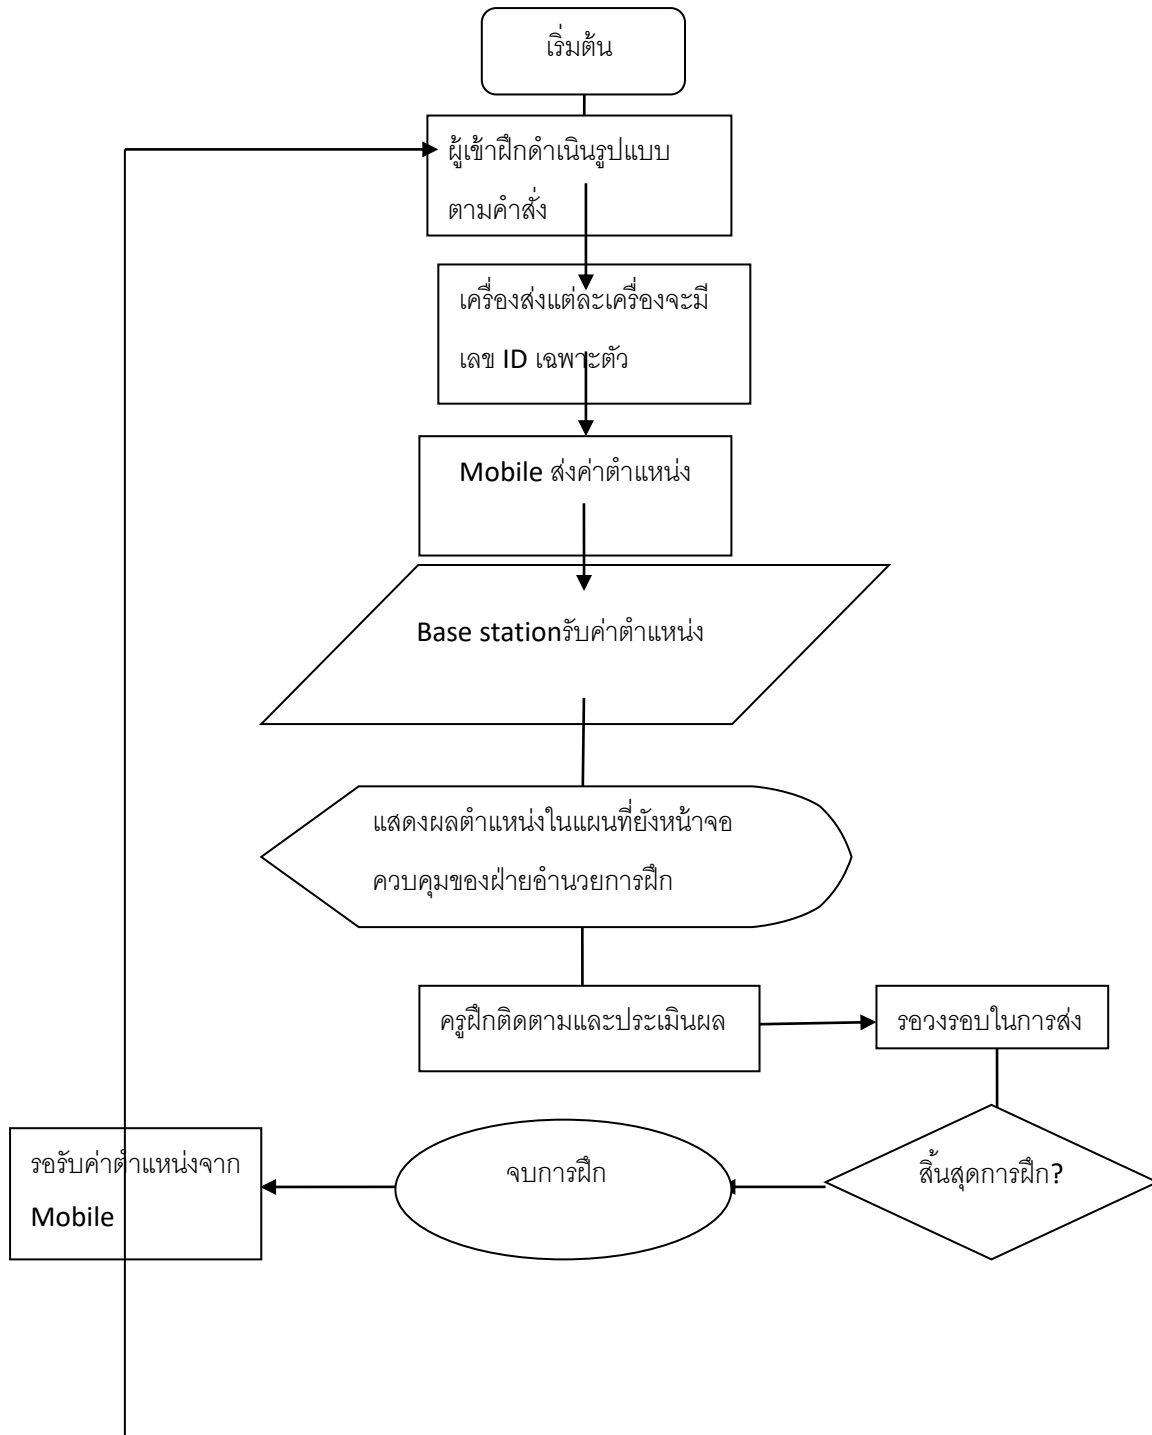 เริ่มต้น
ผู้เข้าฝึกดำเนินรูปแบบ
ตามคำสั่ง
เครื่องส่งแต่ละเครื่องจะมี
เลข ID เฉพาะตัว
Mobile ส่งค่าตำแหน่ง
Base stationรับค่าตำแหน่ง
แสดงผลตำแหน่งในแผนที่ยังหน้าจอ
ควบคุมของฝ่ายอำนวยการฝึก
ครูฝึกติดตามและประเมินผล
รอวงรอบในการส่ง
สิ้นสุดการฝึก?
จบการฝึก
รอรับค่าตำแหน่งจาก
Mobile